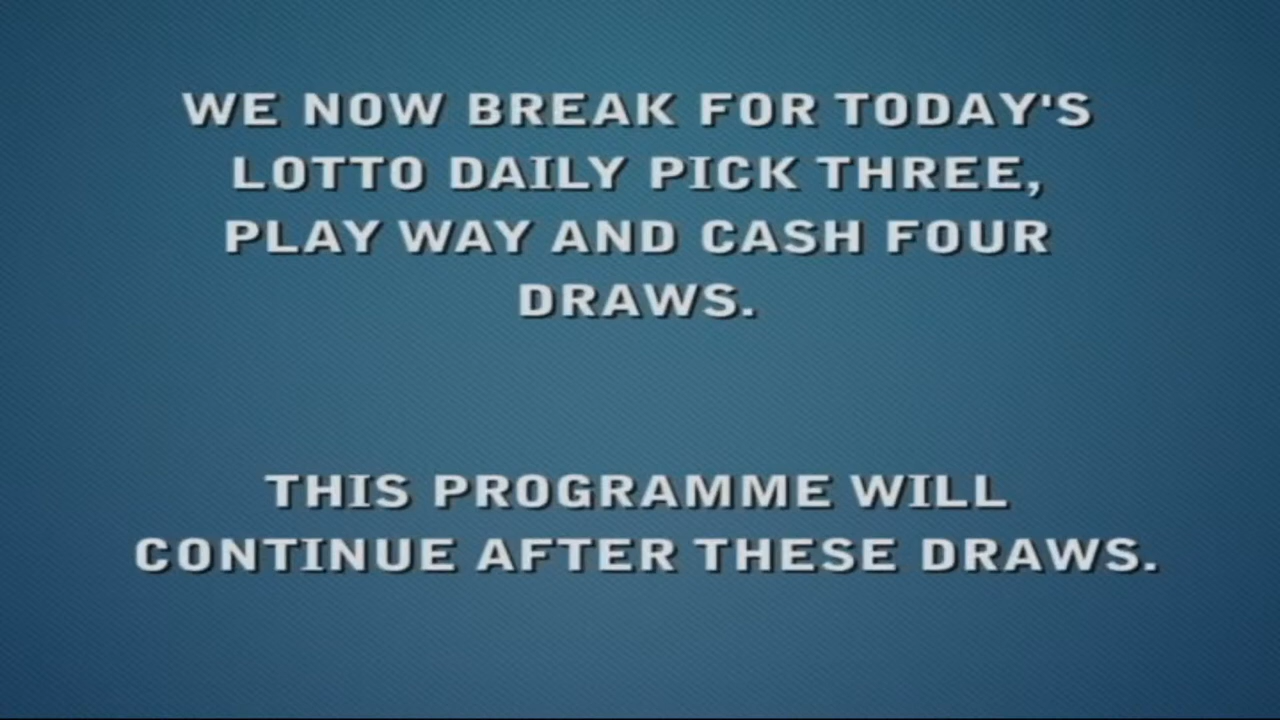 WE NOW BREAK FOR TODAY'S
LOTTO DAILY PICK THREE,
PLAY WAY AND CASH FOUR
DRAWS.
THIS PROGRAMME WILL
CONTINUE AFTER THESE DRAWS.